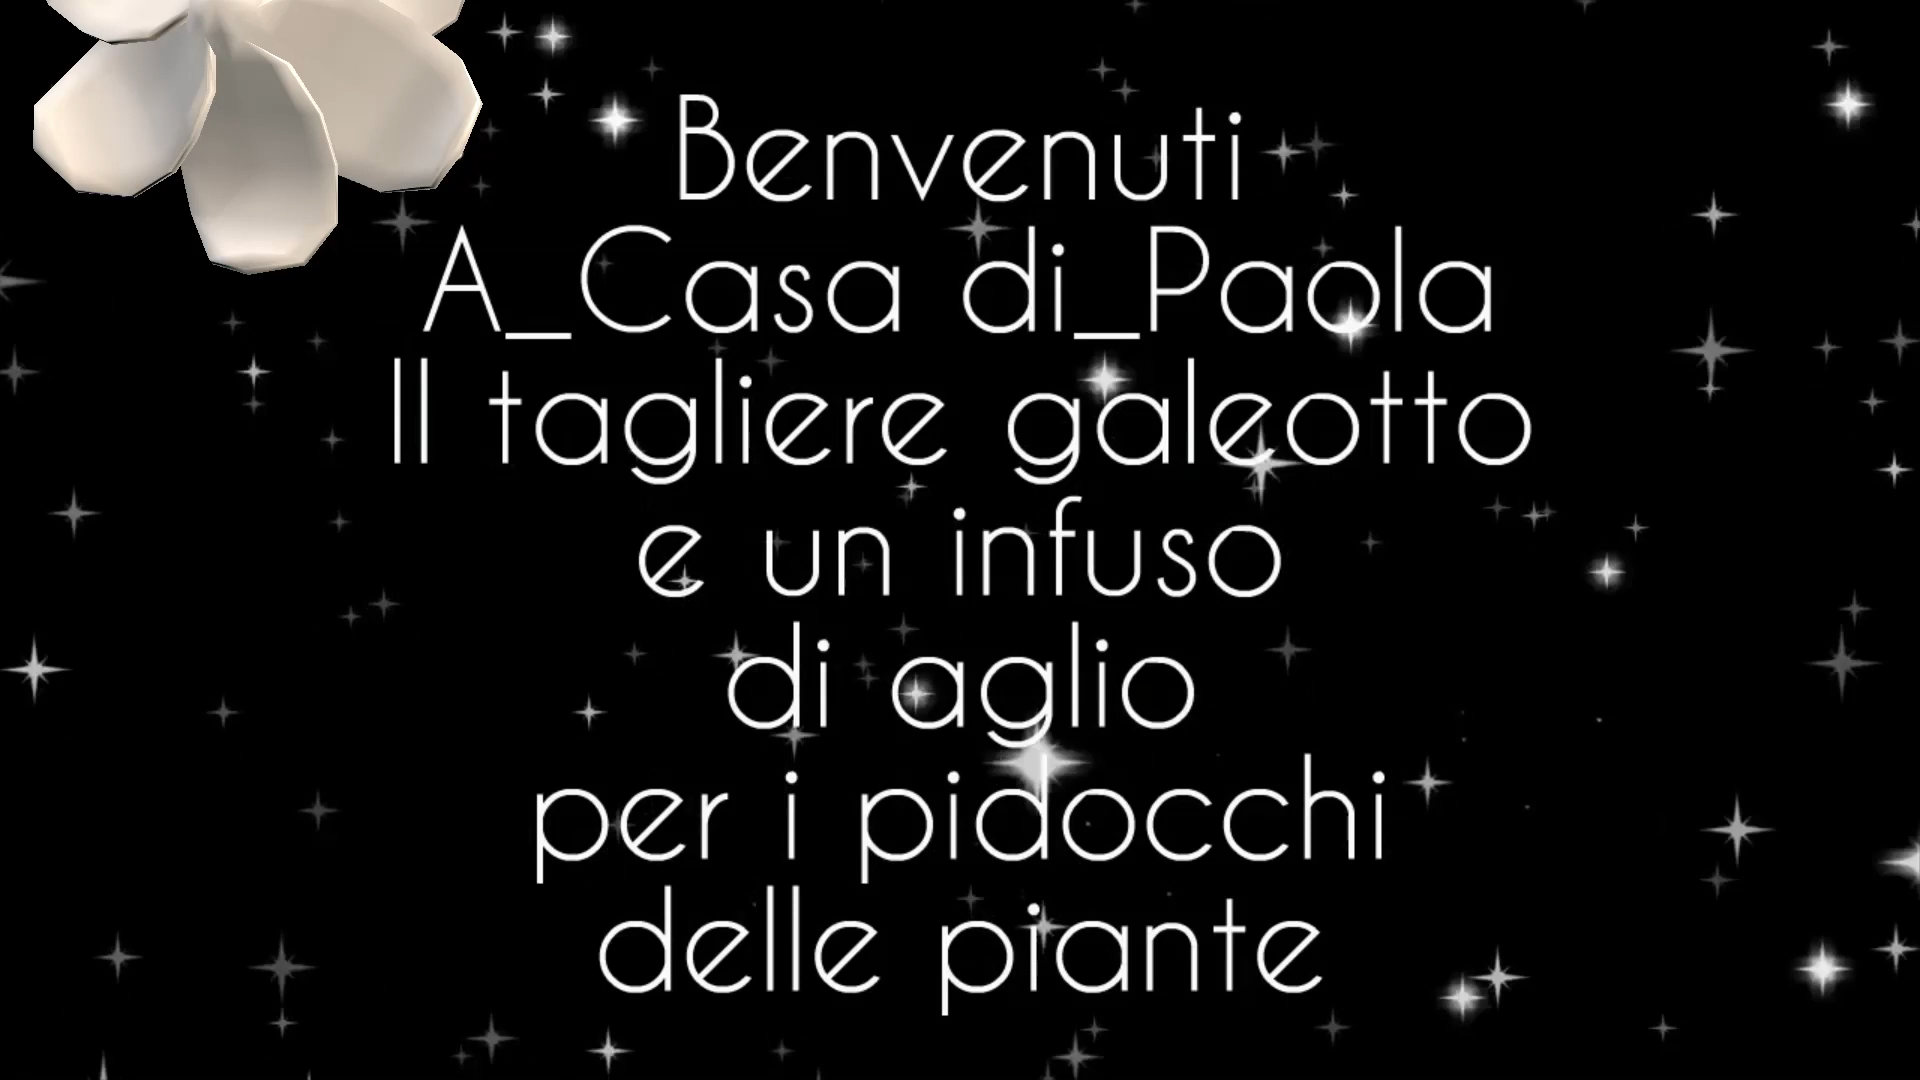 Benvenuti
A_Casa di_Paola
Il tagliere galeotto
e un infuso
di aglio
per i pidocchi
delle piante